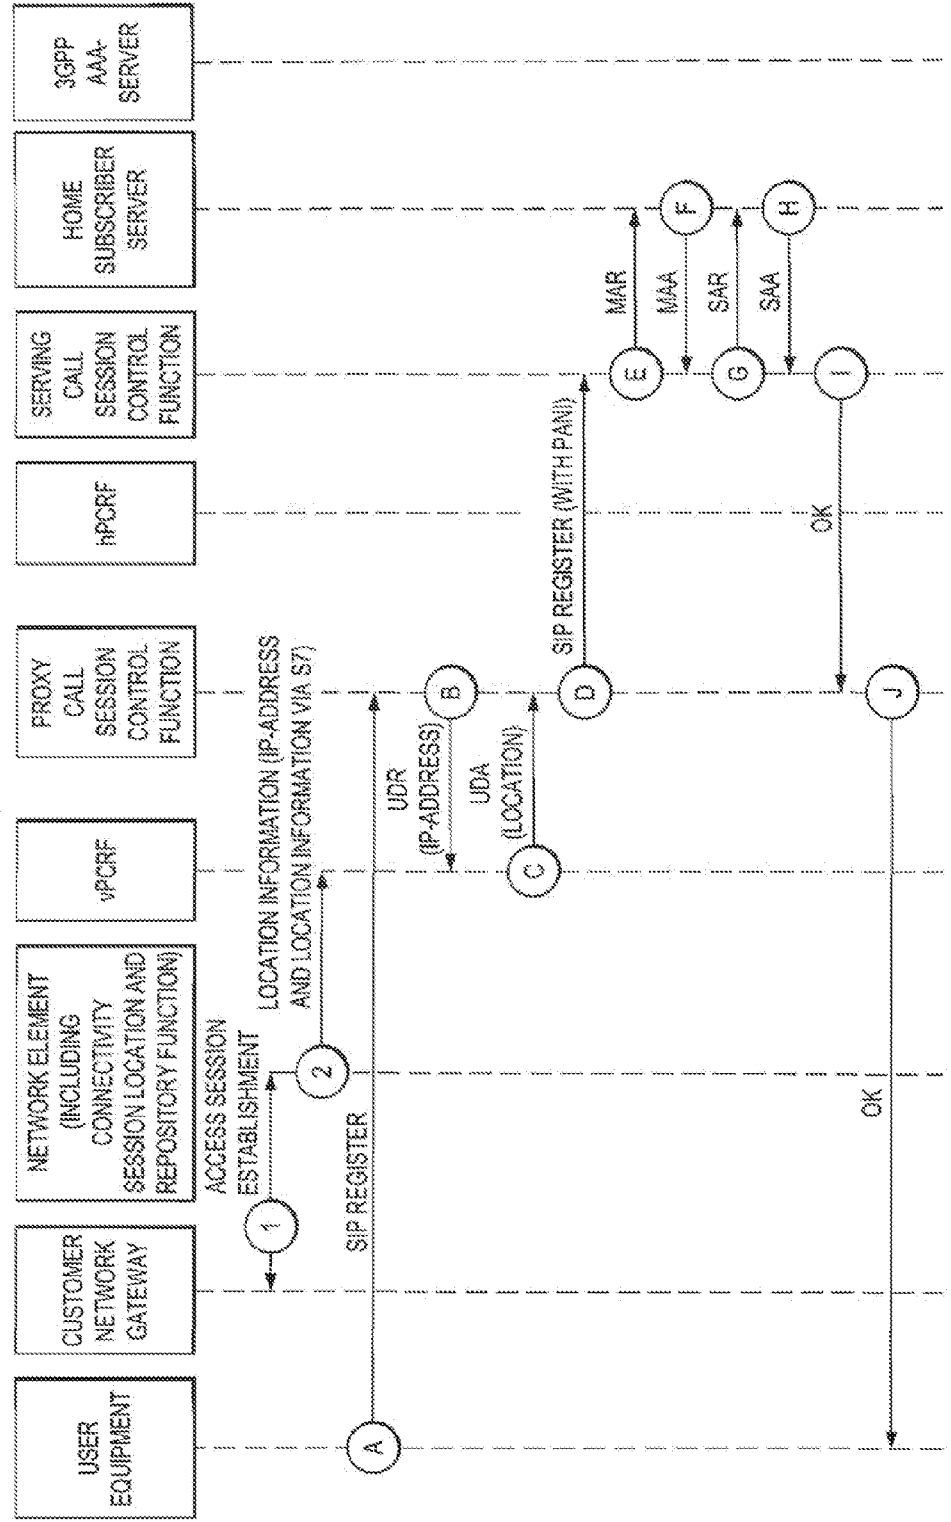 USER
EQUIPMENT
CUSTOMER
NETWORK
GATEWAY
NETWORK ELEMENT
(INCLUDING
CONNECTIVITY
SESSION LOCATION AND
REPOSITORY FUNCTION)
vPCRF
PROXY
CALL
SESSION
CONTROL
FUNCTION
hPCRF
SERVING
CALL
SESSION
CONTROL
FUNCTION
HOME
SUBSCRIBER
SERVER
3GPP
AAA-
SERVER
ACCESS SESSION
ESTABLISHMENT
1
2
LOCATION INFORMATION (IP-ADDRESS
AND LOCATION INFORMATION VIA S7)
SIP REGISTER
A
UDR
(IP-ADDRESS)
B
UDA
(LOCATION)
C
SIP REGISTER (WITH PANI)
D
MAR
E
MAA
F
SAR
G
SAA
H
OK
I
OK
J